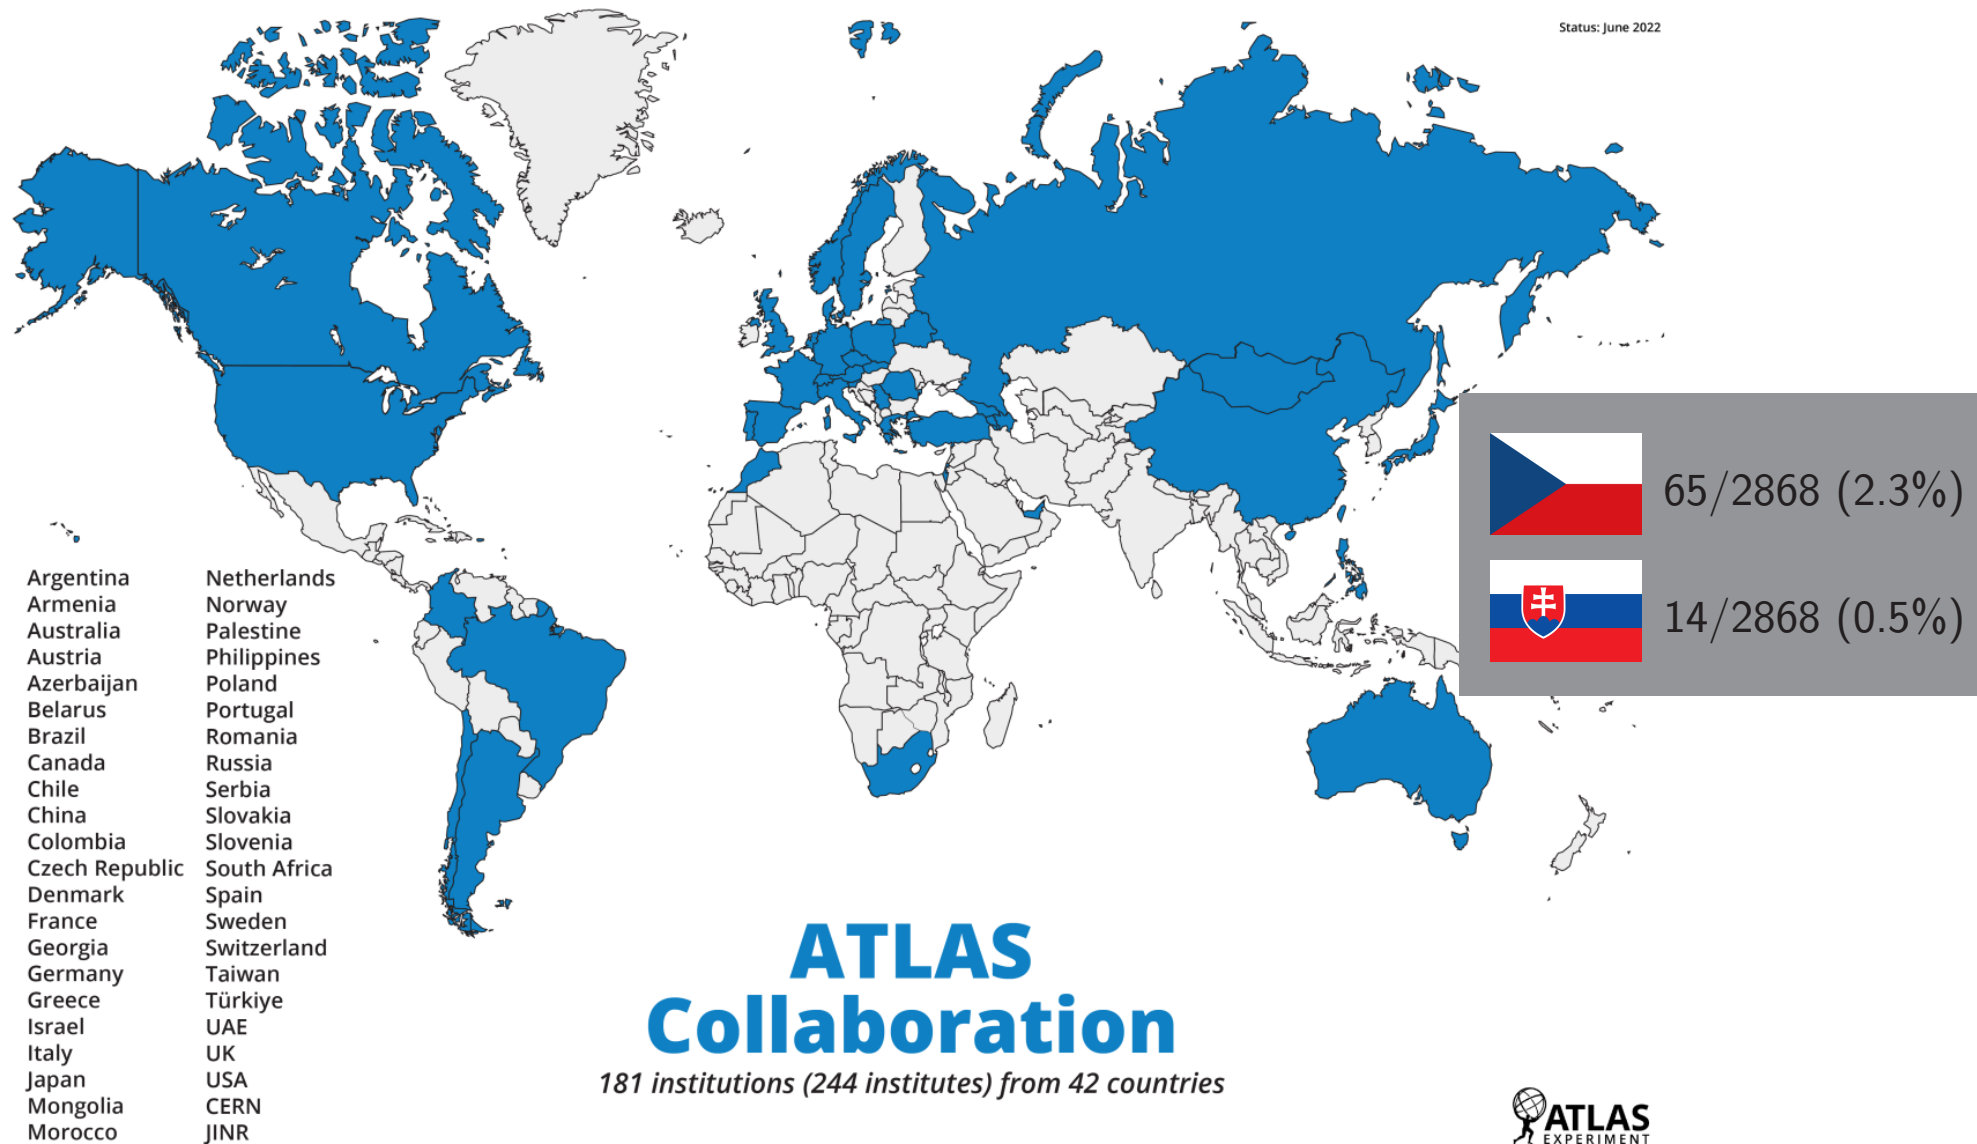 Status: June 2022
65/2868 (2.3%)
14/2868 (0.5%)
Argentina
Armenia
Australia
Austria
Azerbaijan
Belarus
Brazil
Canada
Chile
China
Colombia
Czech Republic
Denmark
France
Georgia
Germany
Greece
Israel
Italy
Japan
Mongolia
Morocco
Netherlands
Norway
Palestine
Philippines
Poland
Portugal
Romania
Russia
Serbia
Slovakia
Slovenia
South Africa
Spain
Sweden
Switzerland
Taiwan
Türkiye
UAE
UK
USA
CERN
JINR
ATLAS
Collaboration
181 institutions (244 institutes) from 42 countries
ATLAS
EXPERIMENT